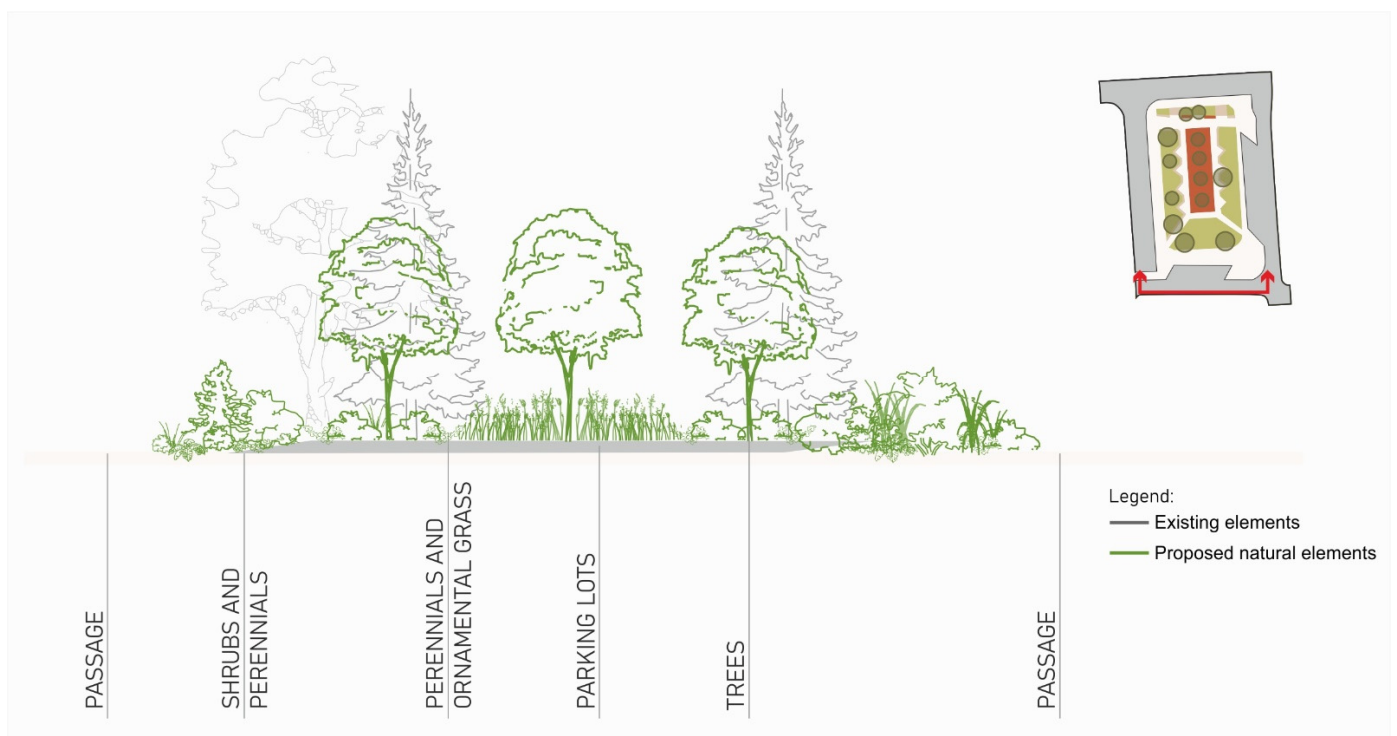 PASSAGE
SHRUBS AND
PERENNIALS
PERENNIALS AND
ORNAMENTAL GRASS
PARKING LOTS
TREES
PASSAGE
Legend:
Existing elements
Proposed natural elements